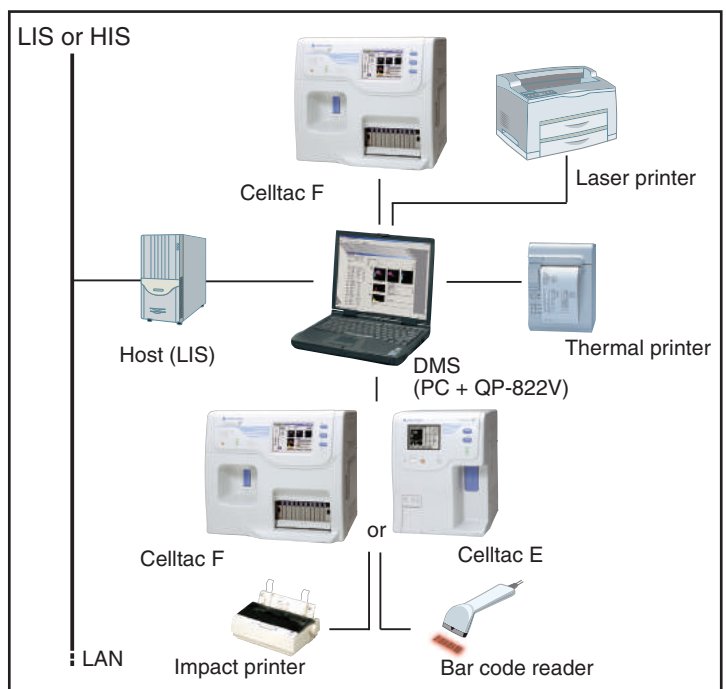 LIS or HIS
Celltac F
Laser printer
Host (LIS)
DMS
(PC + QP-822V)
Thermal printer
Celltac F
or
Celltac E
Impact printer
Bar code reader
LAN